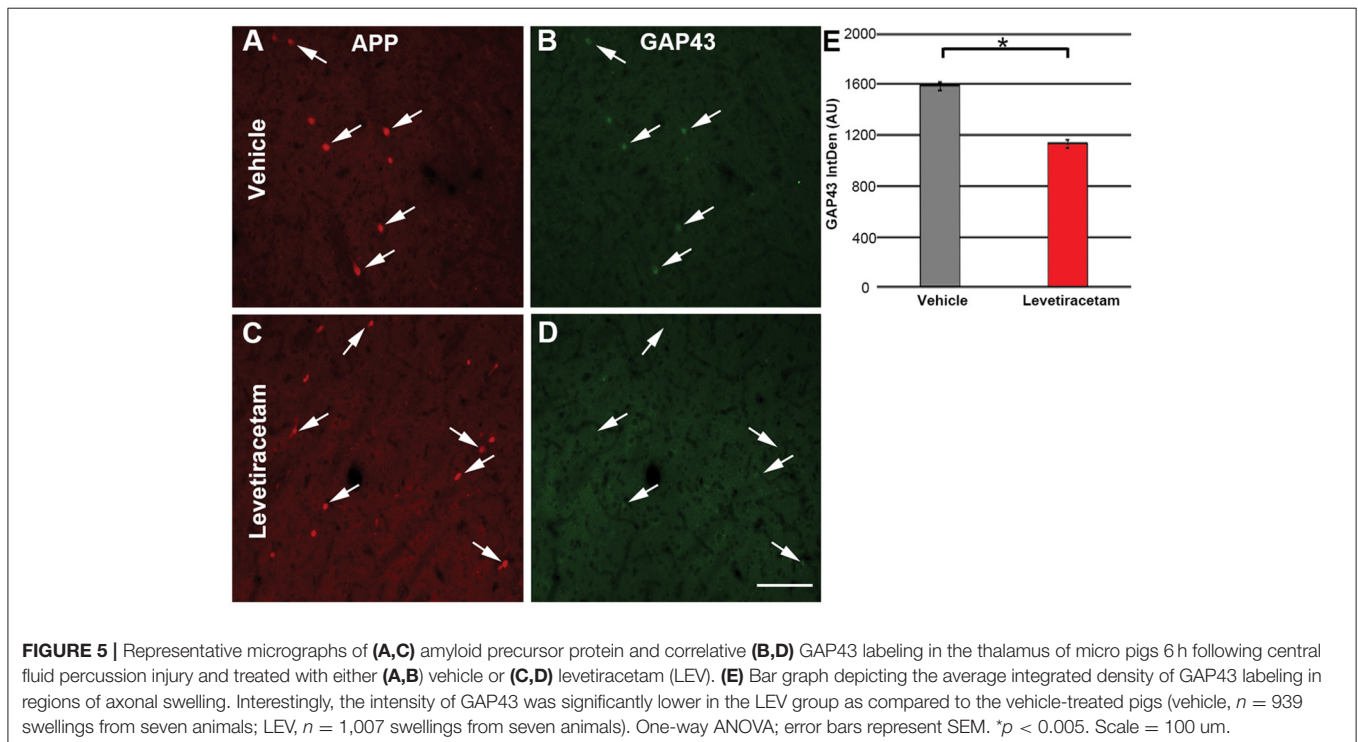 A
APP
B
GAP43
Vehicle
C
D
Levetiracetam
E
*
GAP43 IntDen (AU)
2000
1600
1200
800
400
0
Vehicle
Levetiracetam
FIGURE 5 | Representative micrographs of (A,C) amyloid precursor protein and correlative (B,D) GAP43 labeling in the thalamus of micro pigs 6 h following central
fluid percussion injury and treated with either (A,B) vehicle or (C,D) levetiracetam (LEV). (E) Bar graph depicting the average integrated density of GAP43 labeling in
regions of axonal swelling. Interestingly, the intensity of GAP43 was significantly lower in the LEV group as compared to the vehicle-treated pigs (vehicle, n = 939
swellings from seven animals; LEV, n = 1,007 swellings from seven animals). One-way ANOVA; error bars represent SEM. *p < 0.005. Scale = 100 um.